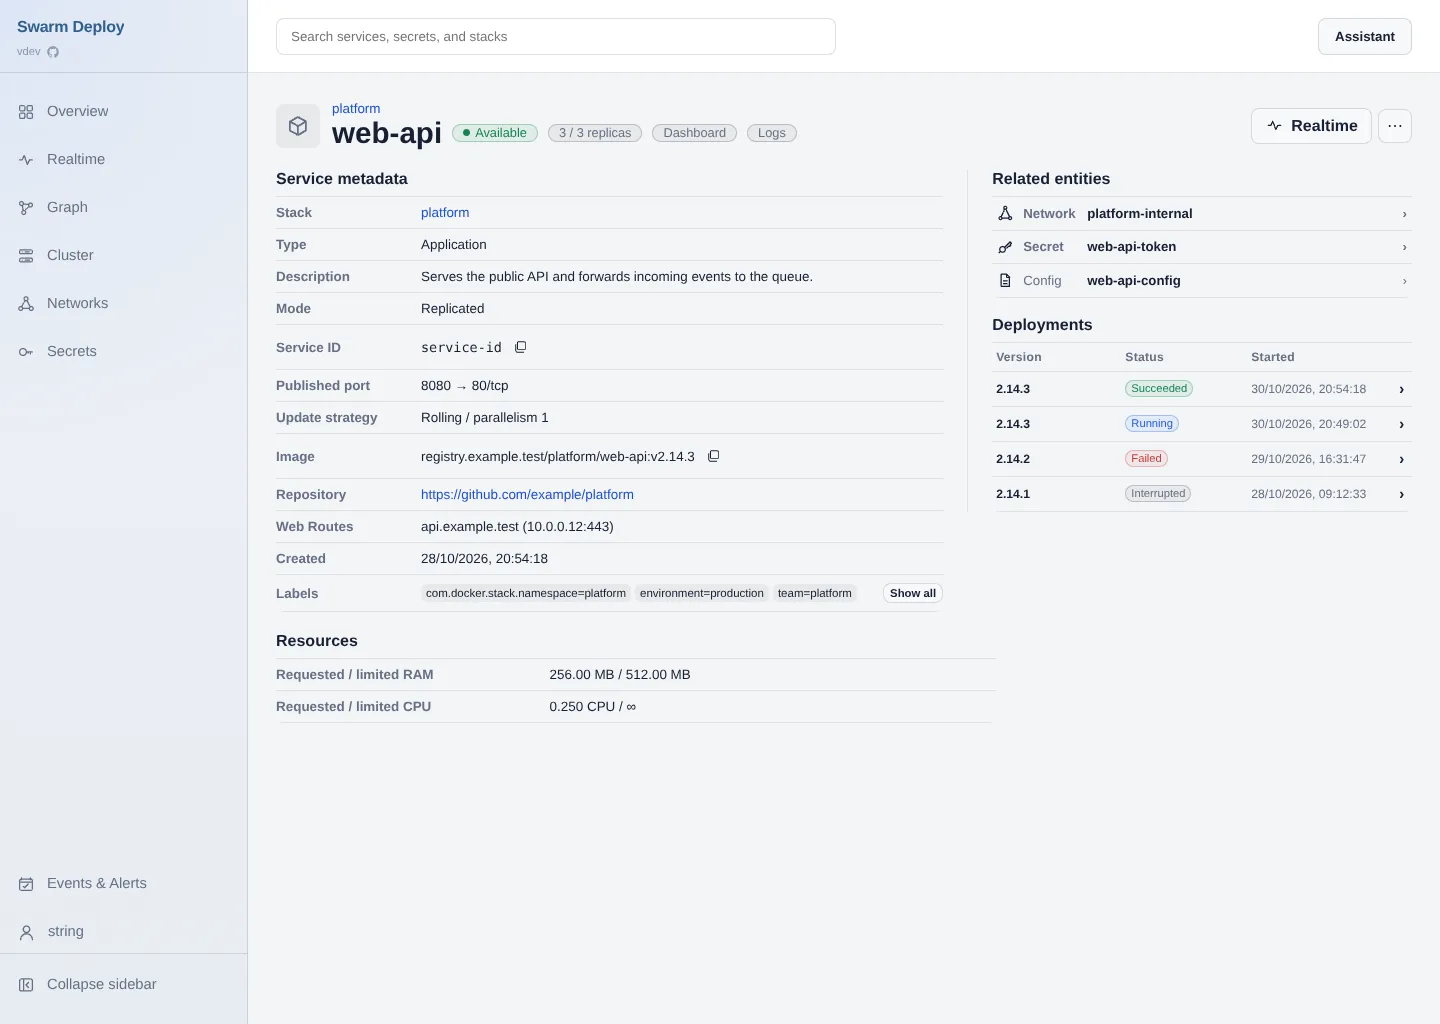 Swarm Deploy
vdev
Overview
Realtime
Graph
Cluster
Networks
Secrets
Events & Alerts
string
Collapse sidebar
Search services, secrets, and stacks
Assistant
platform
web-api Available 3 / 3 replicas Dashboard Logs
Realtime ···
Service metadata
Stack platform
Type Application
Description Serves the public API and forwards incoming events to the queue.
Mode Replicated
Service ID service-id
Published port 8080 → 80/tcp
Update strategy Rolling / parallelism 1
Image registry.example.test/platform/web-api:v2.14.3
Repository https://github.com/example/platform
Web Routes api.example.test (10.0.0.12:443)
Created 28/10/2026, 20:54:18
Labels com.docker.stack.namespace=platform environment=production team=platform Show all
Resources
Requested / limited RAM 256.00 MB / 512.00 MB
Requested / limited CPU 0.250 CPU / ∞
Related entities
Network platform-internal ›
Secret web-api-token ›
Config web-api-config ›
Deployments
Version Status Started
2.14.3 Succeeded 30/10/2026, 20:54:18 ›
2.14.3 Running 30/10/2026, 20:49:02 ›
2.14.2 Failed 29/10/2026, 16:31:47 ›
2.14.1 Interrupted 28/10/2026, 09:12:33 ›